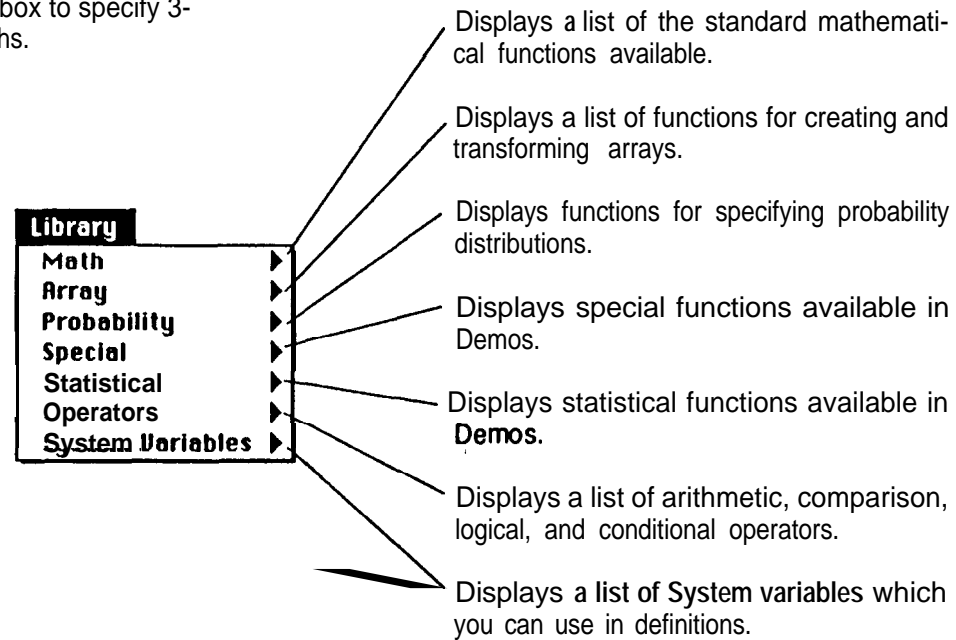 box to specify 3-
hs.
Library
Math
Array
Probability
Special
Statistical
Operators
System Variables
Displays a list of the standard mathemati-
cal functions available.
Displays a list of functions for creating and
transforming arrays.
Displays functions for specifying probability
distributions.
Displays special functions available in
Demos.
Displays statistical functions available in
Demos.
Displays a list of arithmetic, comparison,
logical, and conditional operators.
Displays a list of System variables which
you can use in definitions.